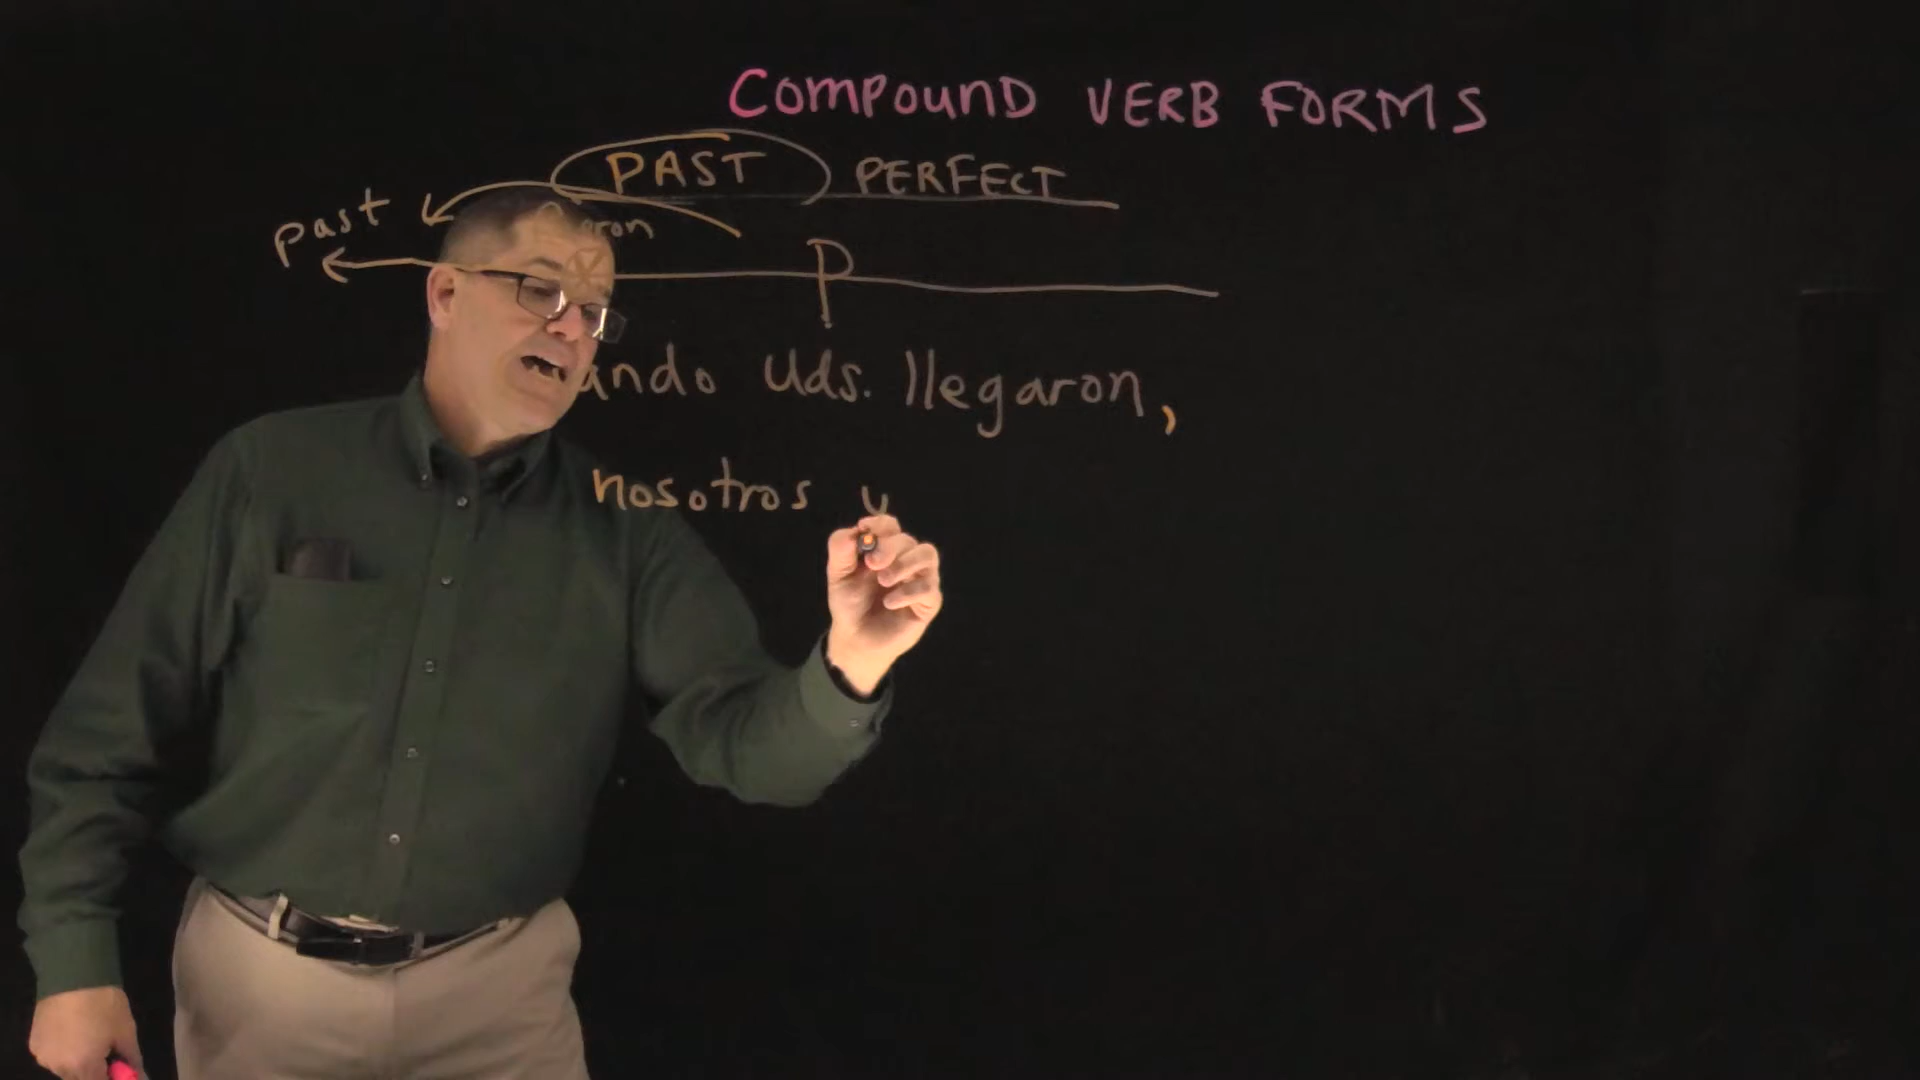 COMPOUND VERB FORMS
PAST PERFECT
past
P
ando Uds. llegaron,
nosotros y